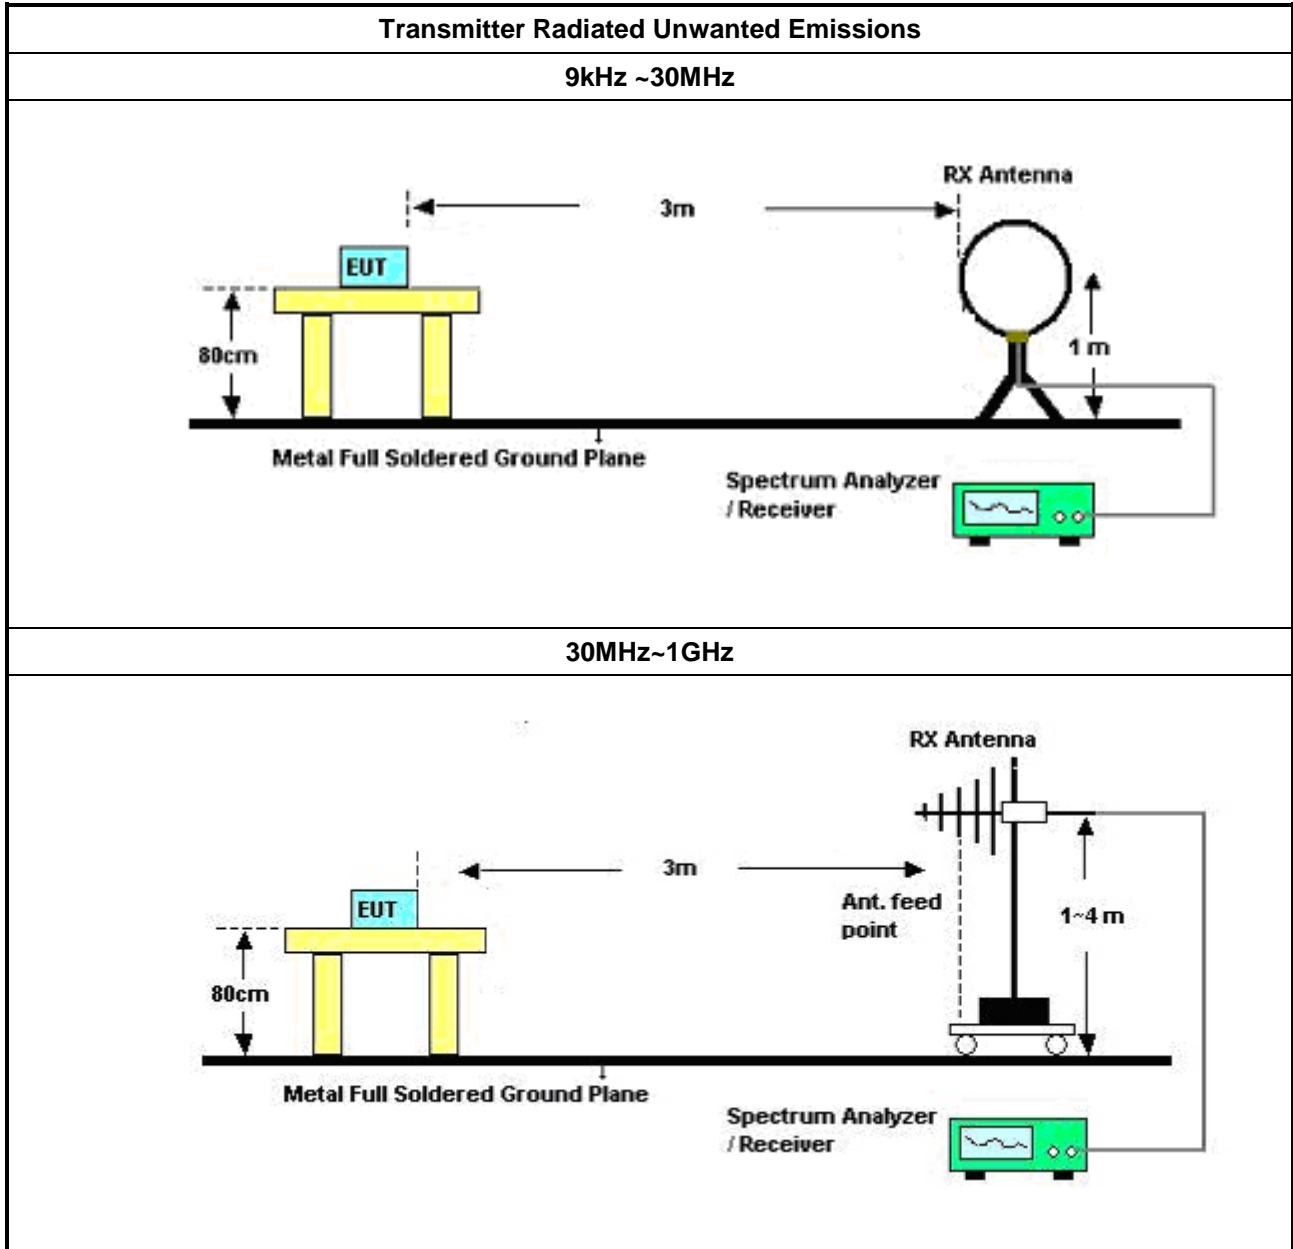 Transmitter Radiated Unwanted Emissions
9kHz ~30MHz
RX Antenna
3m
EUT
80cm
1 m
Metal Full Soldered Ground Plane
Spectrum Analyzer
/ Receiver
30MHz~1GHz
RX Antenna
3m
EUT
Ant. feed
point
1~4 m
80cm
Metal Full Soldered Ground Plane
Spectrum Analyzer
/ Receiver